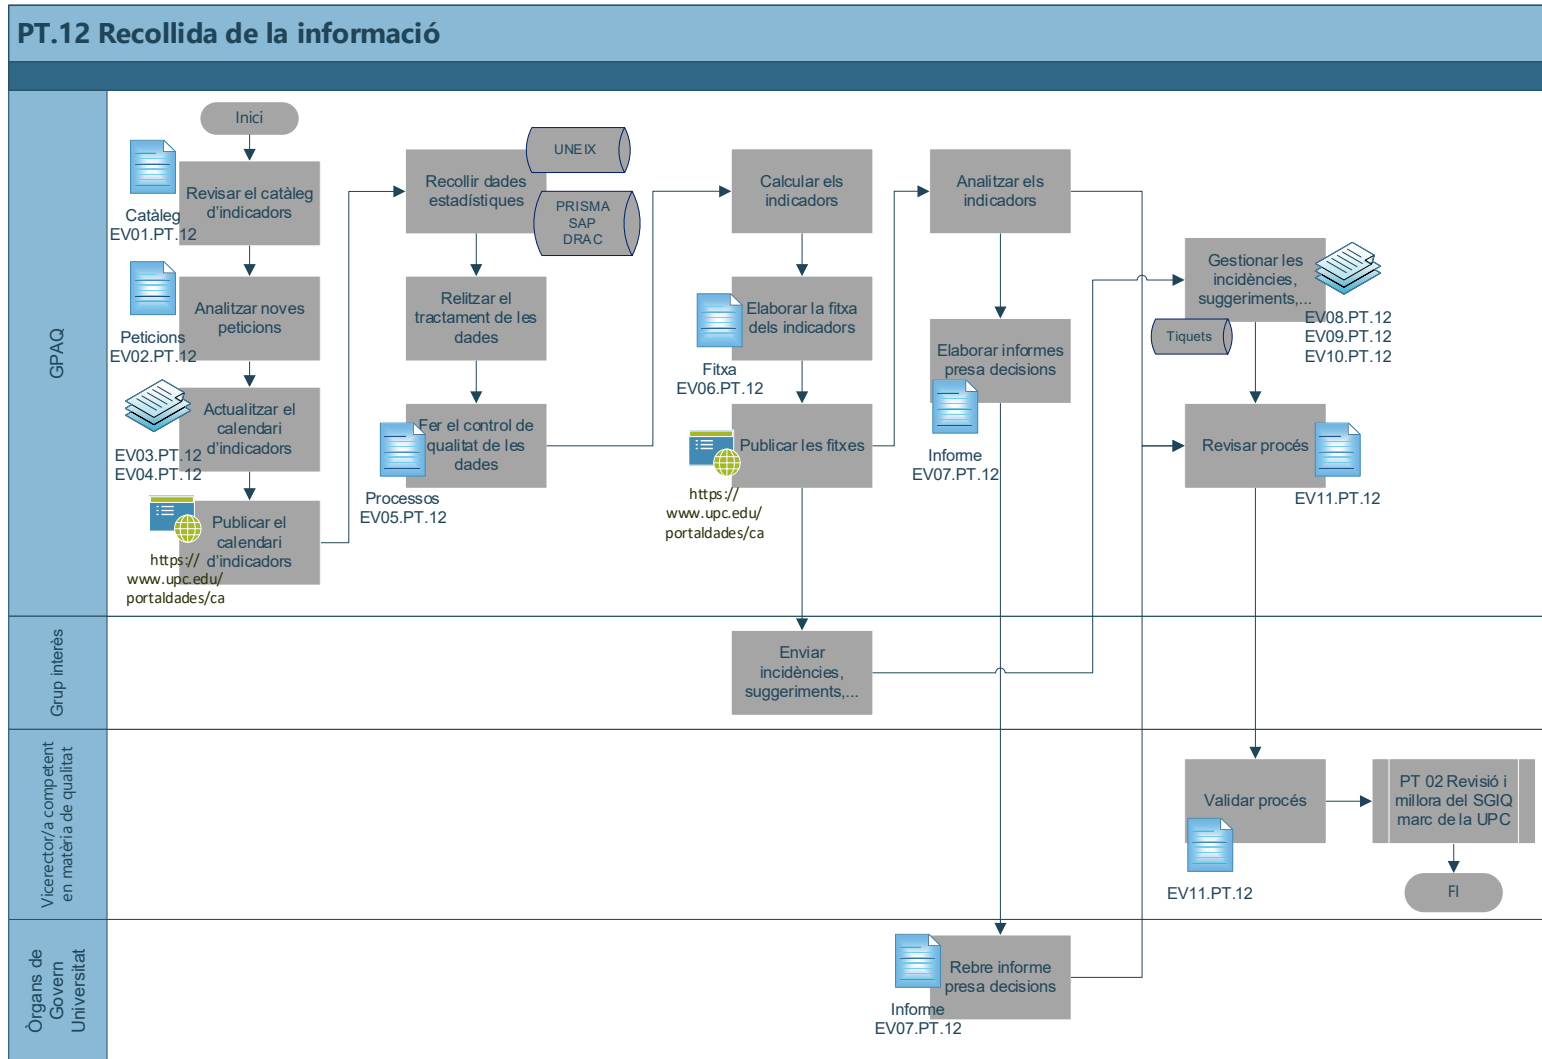 PT.12 Recollida de la informació
GPAQ
Inici
Revisar el catàleg
d'indicadors
Catàleg
EV01.PT.12
Analitzar noves
peticions
Peticions
EV02.PT.12
Actualitzar el
calendari
d'indicadors
EV03.PT.12
EV04.PT.12
Publicar el
calendari
d'indicadors
https://
www.upc.edu/
portaldades/ca
Recollir dades
estadístiques
UNEIX
PRISMA
SAP
DRAC
Relitzar el
tractament de les
dades
Fer el control de
qualitat de les
dades
Processos
EV05.PT.12
Calcular els
indicadors
Elaborar la fitxa
dels indicadors
Fitxa
EV06.PT.12
Publicar les fitxes
https://
www.upc.edu/
portaldades/ca
Analitzar els
indicadors
Elaborar informes
presa decisions
Informe
EV07.PT.12
Gestionar les
incidències,
suggeriments,...
Tiquets
EV08.PT.12
EV09.PT.12
EV10.PT.12
Revisar procés
EV11.PT.12
Grup interès
Enviar
incidències,
suggeriments,...
Vicerector/a competent
en matèria de qualitat
Validar procés
EV11.PT.12
PT 02 Revisió i
millora del SGIQ
marc de la UPC
FI
Òrgans de
Govern
Universitat
Rebre informe
presa decisions
Informe
EV07.PT.12